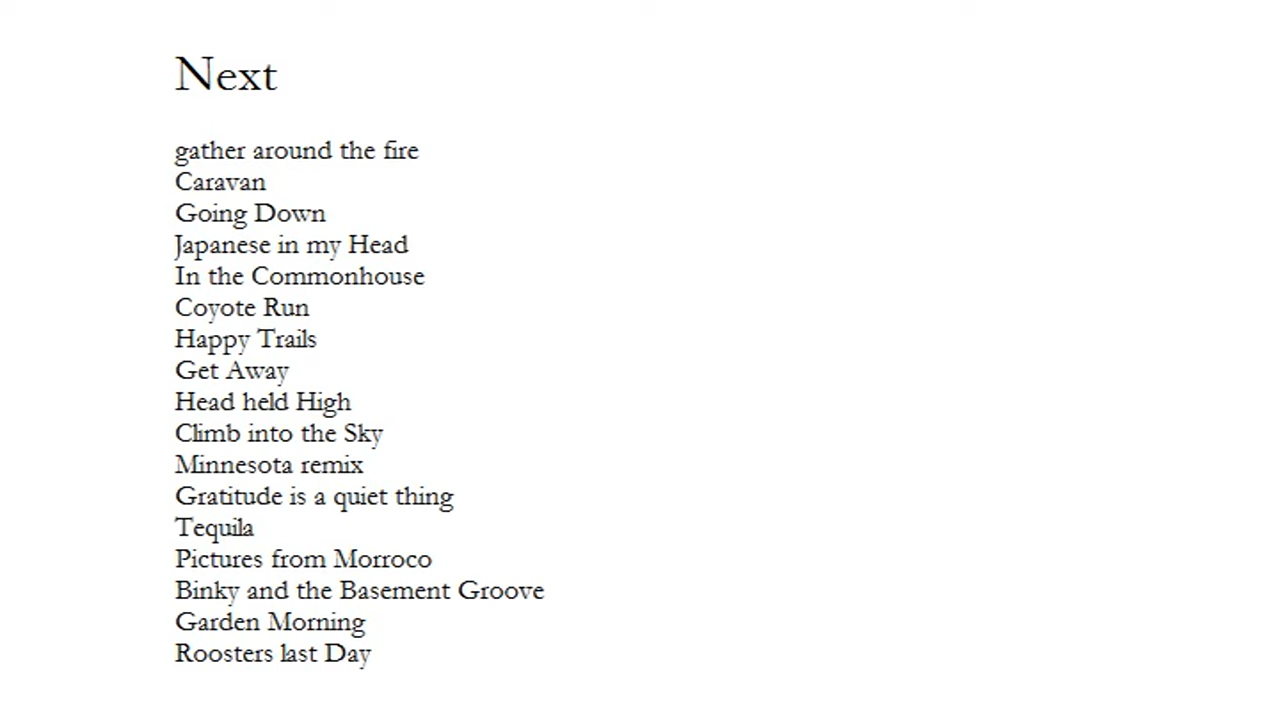 Next
gather around the fire
Caravan
Going Down
Japanese in my Head
In the Commonhouse
Coyote Run
Happy Trails
Get Away
Head held High
Climb into the Sky
Minnesota remix
Gratitude is a quiet thing
Tequila
Pictures from Morroco
Binky and the Basement Groove
Garden Morning
Roosters last Day